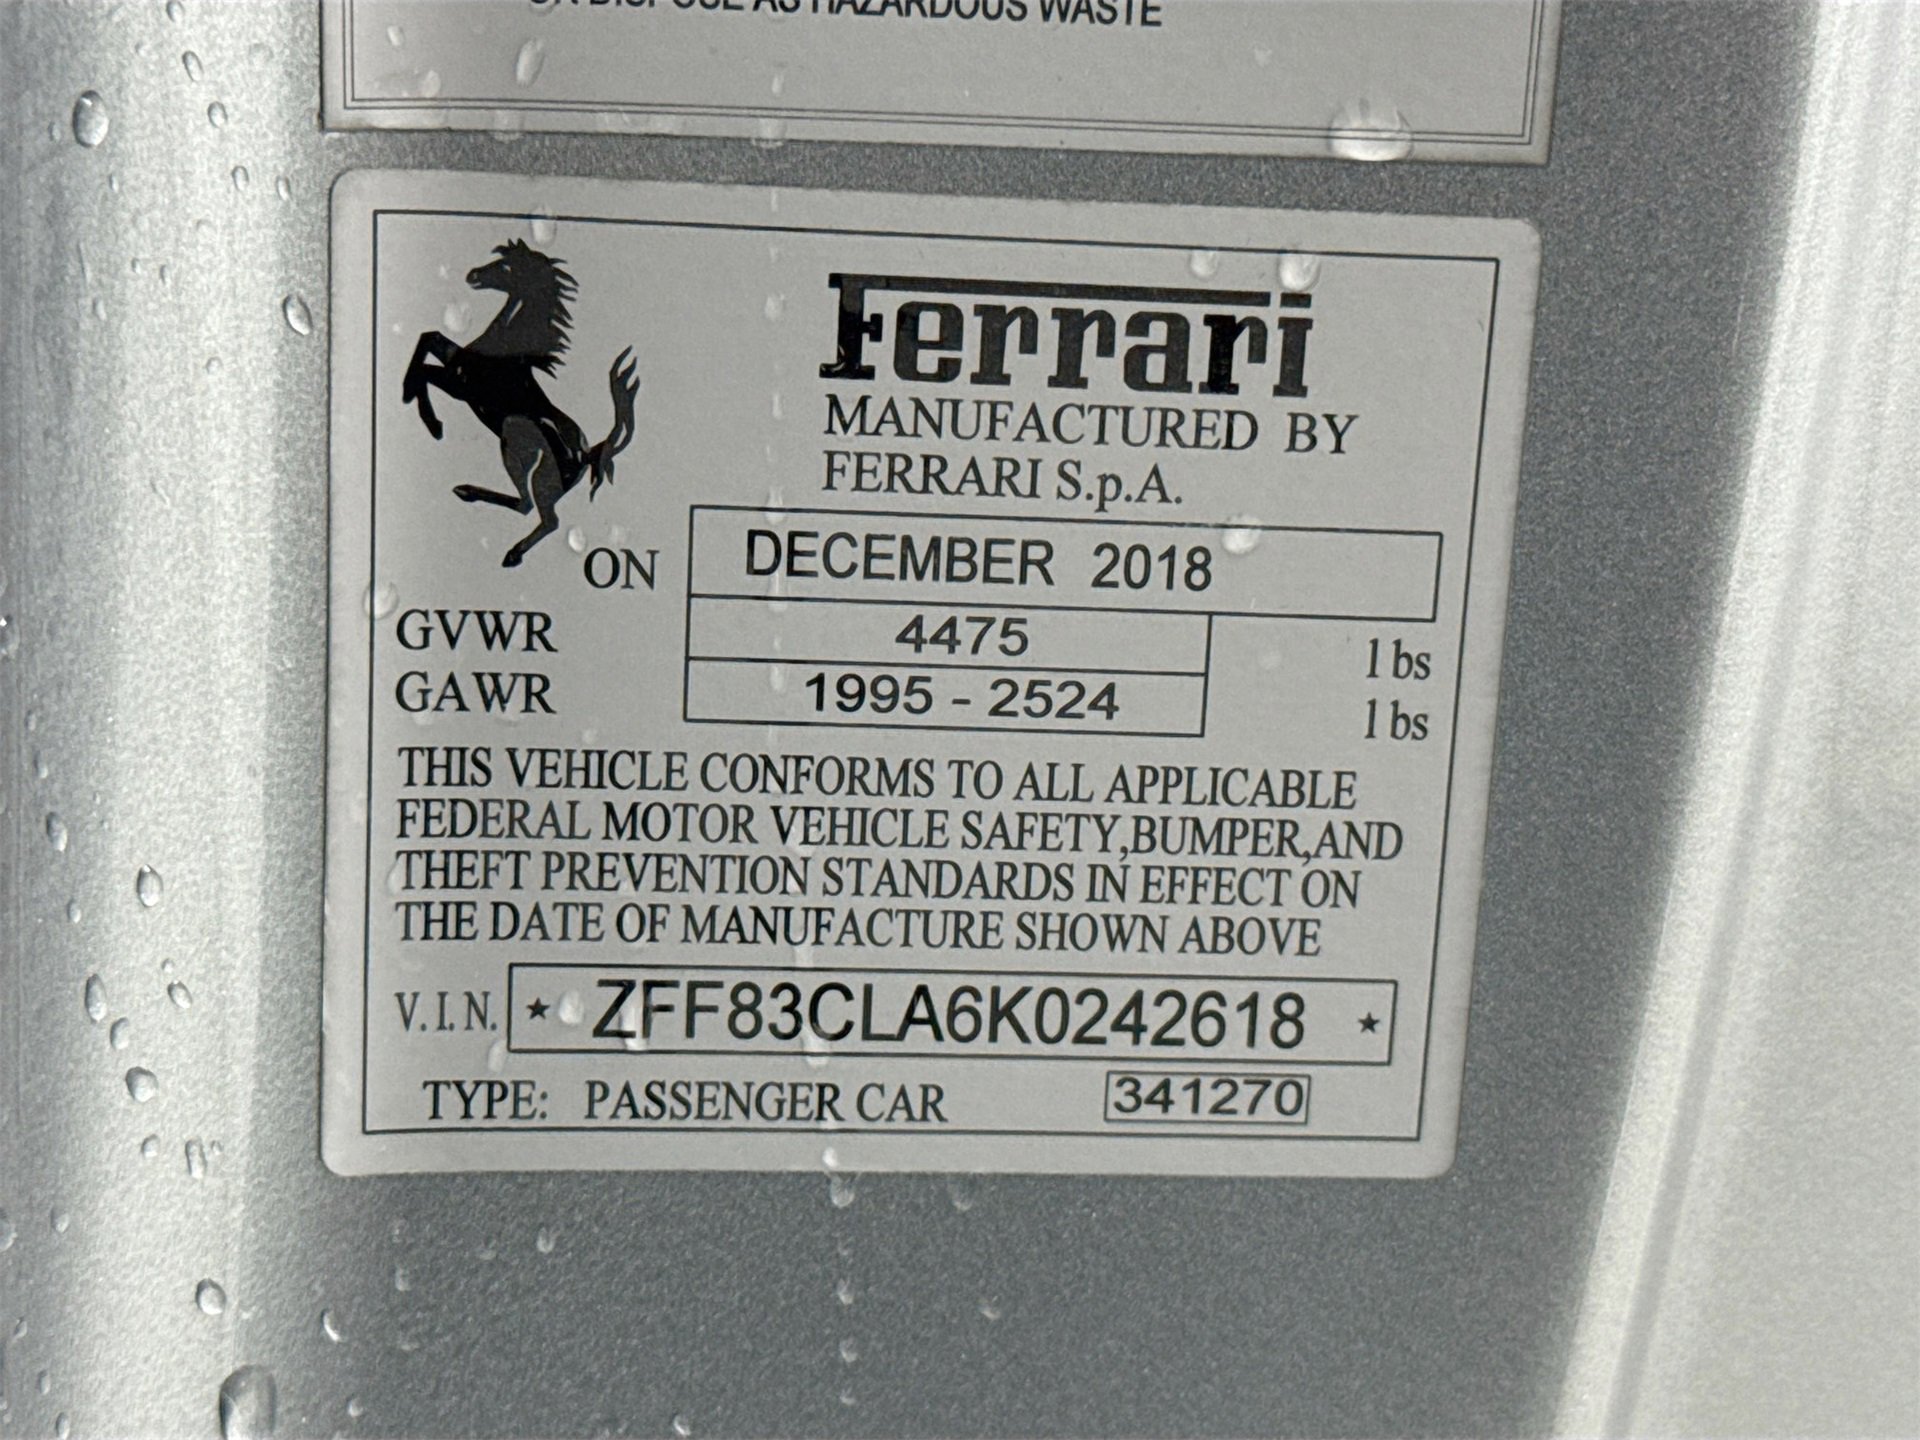 OR DISPOSE AS HAZARDOUS WASTE
Ferrari
MANUFACTURED BY
FERRARI S.p.A.
ON DECEMBER 2018
GVWR 4475 lbs
GAWR 1995 - 2524 lbs
THIS VEHICLE CONFORMS TO ALL APPLICABLE
FEDERAL MOTOR VEHICLE SAFETY,BUMPER,AND
THEFT PREVENTION STANDARDS IN EFFECT ON
THE DATE OF MANUFACTURE SHOWN ABOVE
V.I.N. ★ ZFF83CLA6K0242618 ★
TYPE: PASSENGER CAR 341270